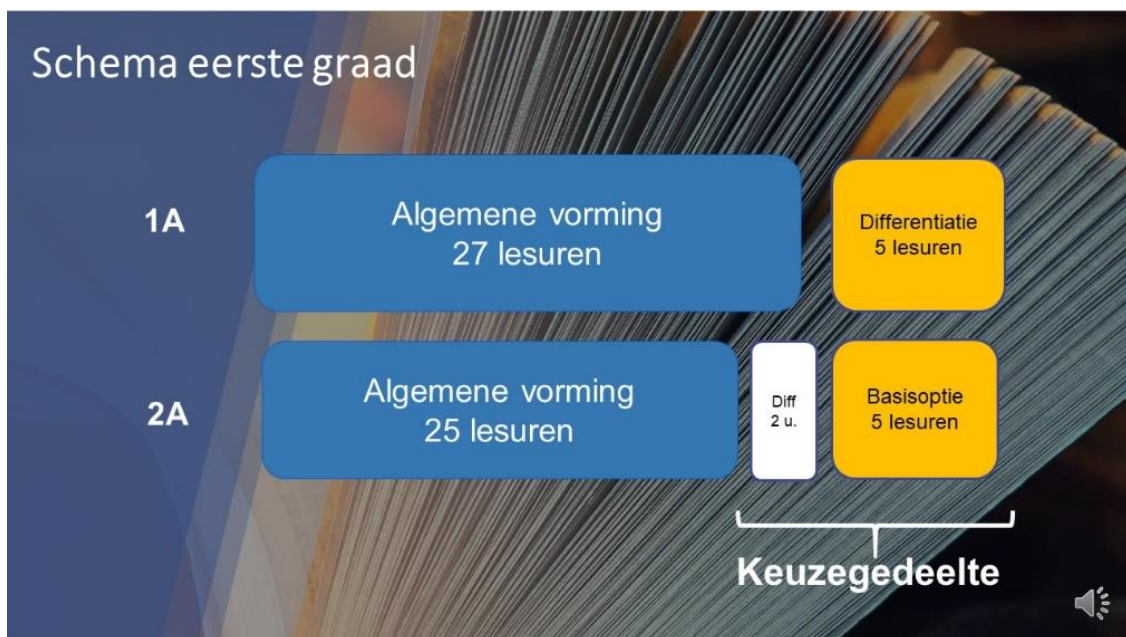 Schema eerste graad
1A
Algemene vorming
27 lesuren
Differentiatie
5 lesuren
2A
Algemene vorming
25 lesuren
Diff
2 u.
Basisoptie
5 lesuren
Keuzegedeelte